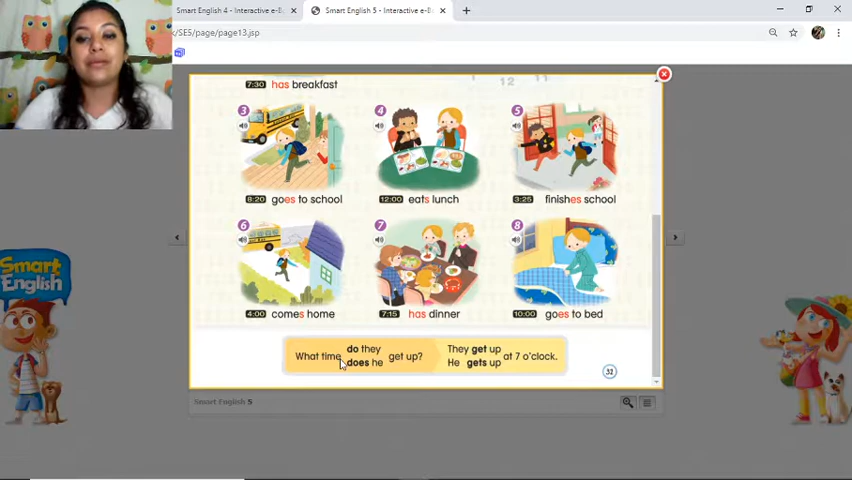 Smart English 4 - Interactive e-B
Smart English 5 - Interactive e-B
k/SE5/page/page13.jsp
12 11
7:30 has breakfast
3
4
5
8:20 goes to school
12:00 eats lunch
3:25 finishes school
6
7
8
4:00 comes home
7:15 has dinner
10:00 goes to bed
What time do they get up?
does he
They get up at 7 o'clock.
He gets up
32
Smart English 5
Smart
English